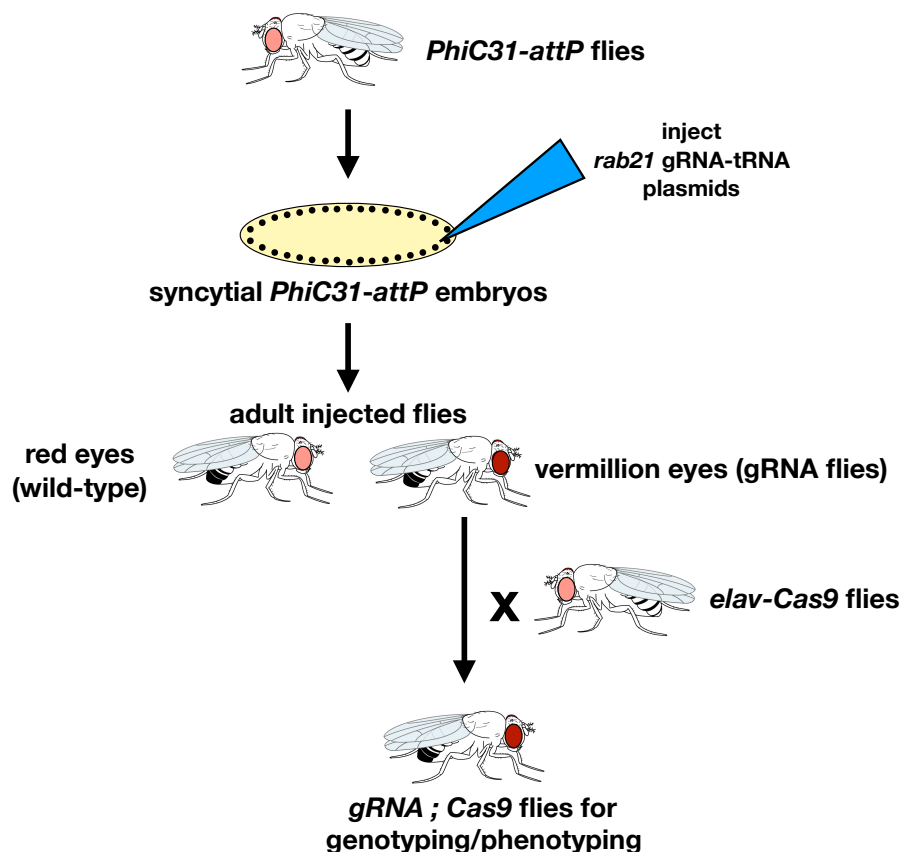 PhiC31-attP flies
inject
rab21 gRNA-tRNA
plasmids
syncytial PhiC31-attP embryos
adult injected flies
red eyes
(wild-type)
vermillion eyes (gRNA flies)
X
elav-Cas9 flies
gRNA ; Cas9 flies for
genotyping/phenotyping